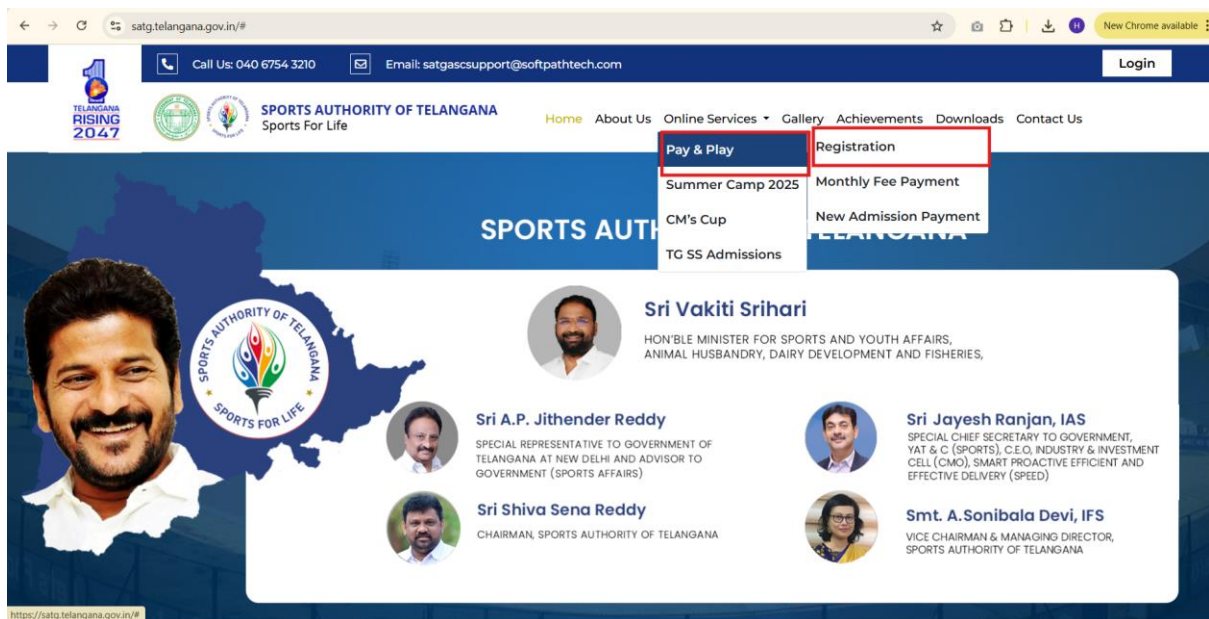 satg.telangana.gov.in/#
H
New Chrome available
Call Us: 040 6754 3210
Email: satgascsupport@softpathtech.com
Login
TELANGANA
RISING
2047
SPORTS AUTHORITY OF TELANGANA
Sports For Life
Home About Us Online Services Gallery Achievements Downloads Contact Us
Pay & Play
Registration
Summer Camp 2025
Monthly Fee Payment
CM's Cup
New Admission Payment
TG SS Admissions
SPORTS AUTH
TELANGANA
SPORTS AUTHORITY OF TELANGANA
SPORTS FOR LIFE
Sri Vakiti Srihari
HON'BLE MINISTER FOR SPORTS AND YOUTH AFFAIRS,
ANIMAL HUSBANDRY, DAIRY DEVELOPMENT AND FISHERIES,
Sri A.P. Jithender Reddy
SPECIAL REPRESENTATIVE TO GOVERNMENT OF
TELANGANA AT NEW DELHI AND ADVISOR TO
GOVERNMENT (SPORTS AFFAIRS)
Sri Jayesh Ranjan, IAS
SPECIAL CHIEF SECRETARY TO GOVERNMENT,
YAT & C (SPORTS), C.E.O, INDUSTRY & INVESTMENT
CELL (CMO), SMART PROACTIVE EFFICIENT AND
EFFECTIVE DELIVERY (SPEED)
Sri Shiva Sena Reddy
CHAIRMAN, SPORTS AUTHORITY OF TELANGANA
Smt. A.Sonibala Devi, IFS
VICE CHAIRMAN & MANAGING DIRECTOR,
SPORTS AUTHORITY OF TELANGANA
https://satg.telangana.gov.in/#